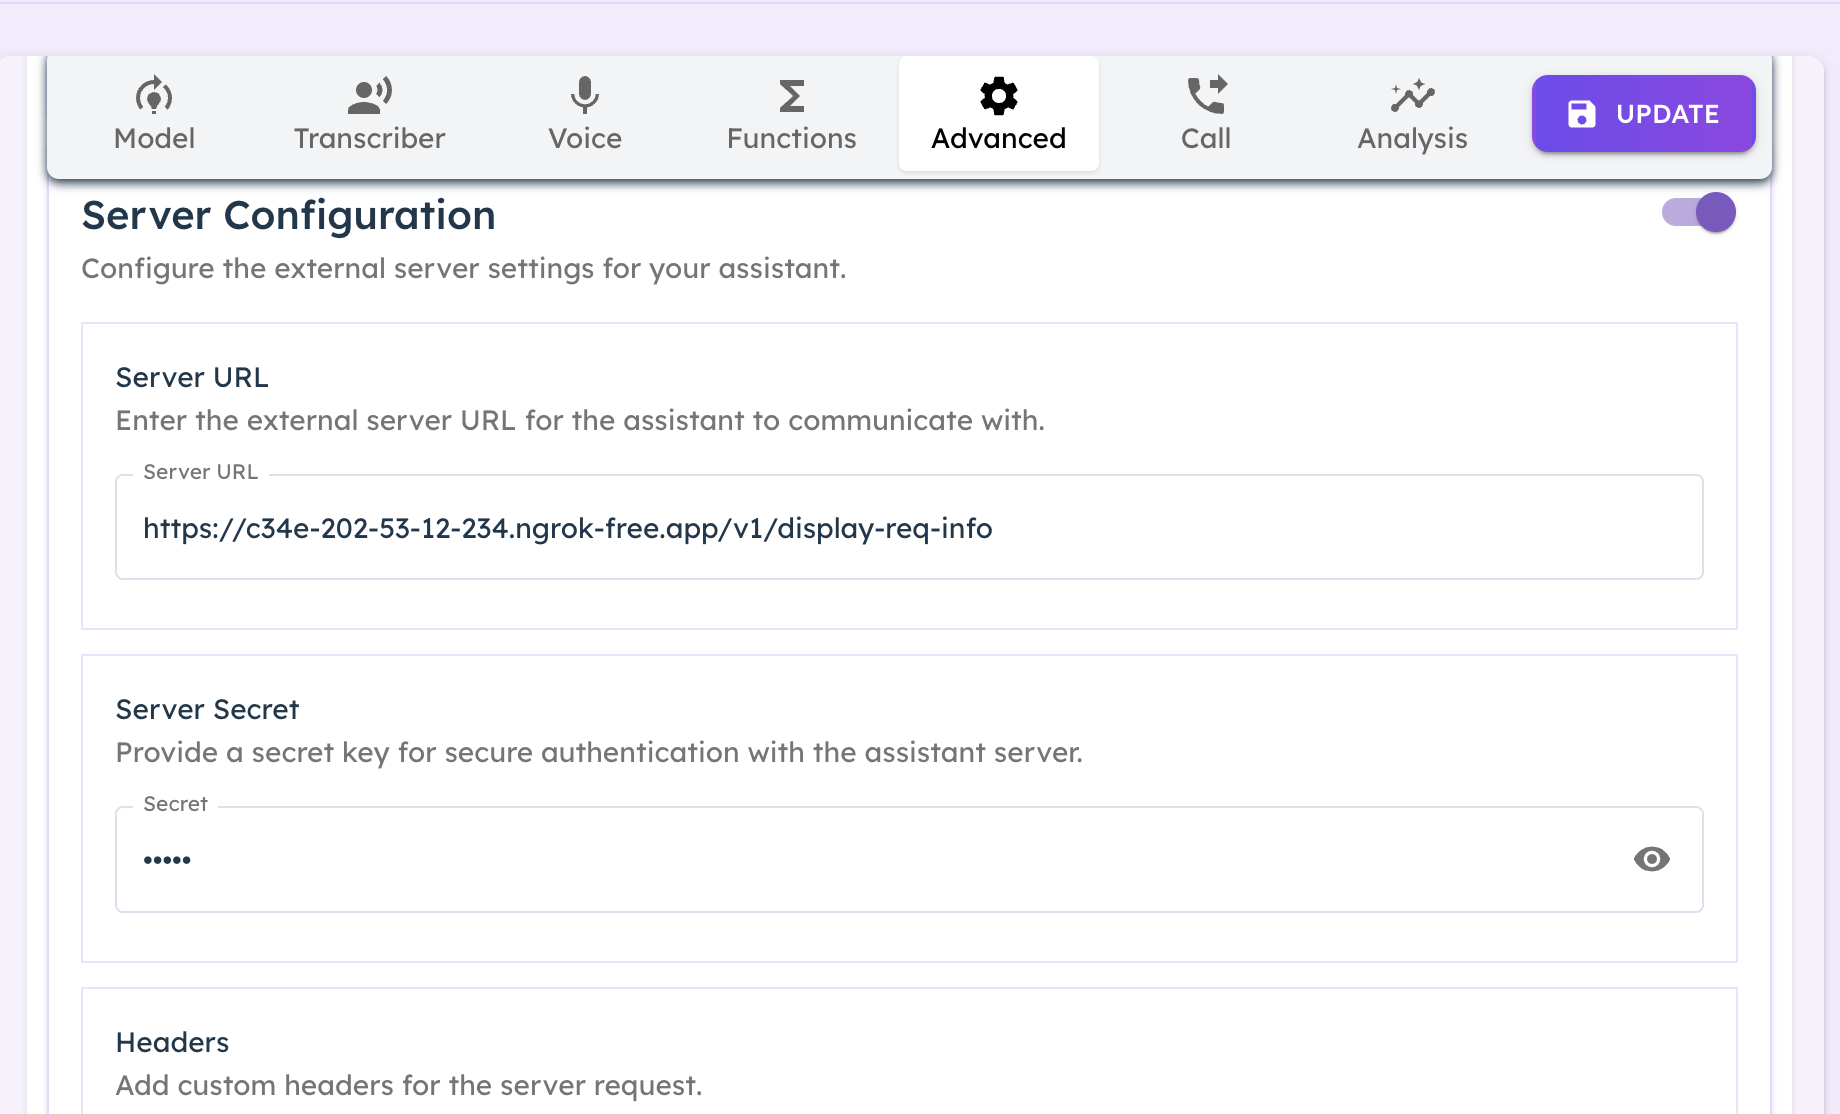 Model
Transcriber
Voice
Functions
Advanced
Call
Analysis
UPDATE
Server Configuration
Configure the external server settings for your assistant.
Server URL
Enter the external server URL for the assistant to communicate with.
Server URL
https://c34e-202-53-12-234.ngrok-free.app/v1/display-req-info
Server Secret
Provide a secret key for secure authentication with the assistant server.
Secret
•••••
Headers
Add custom headers for the server request.